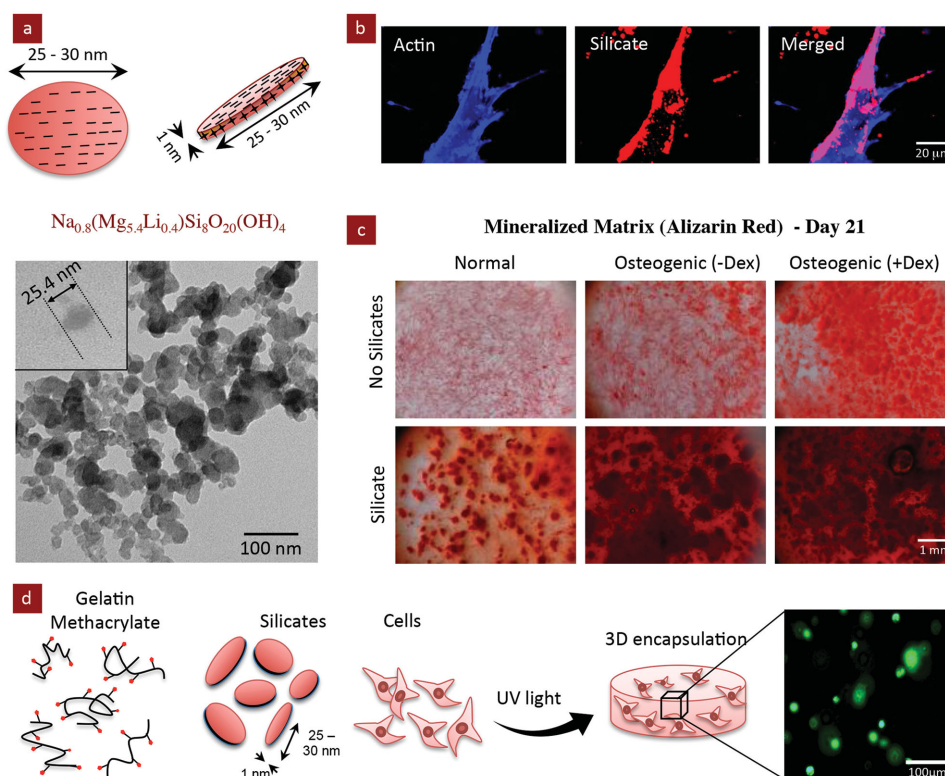 a
25 - 30 nm
1 nm
25 - 30 nm
Na0.8(Mg5.4Li0.4)Si8O20(OH)4
25.4 nm
100 nm
b
Actin
Silicate
Merged
20 μm
c
Mineralized Matrix (Alizarin Red) - Day 21
Normal
Osteogenic (-Dex)
Osteogenic (+Dex)
No Silicates
Silicate
1 mm
d
Gelatin
Methacrylate
Silicates
25 –
30 nm
1 nm
Cells
UV light
3D encapsulation
100μm